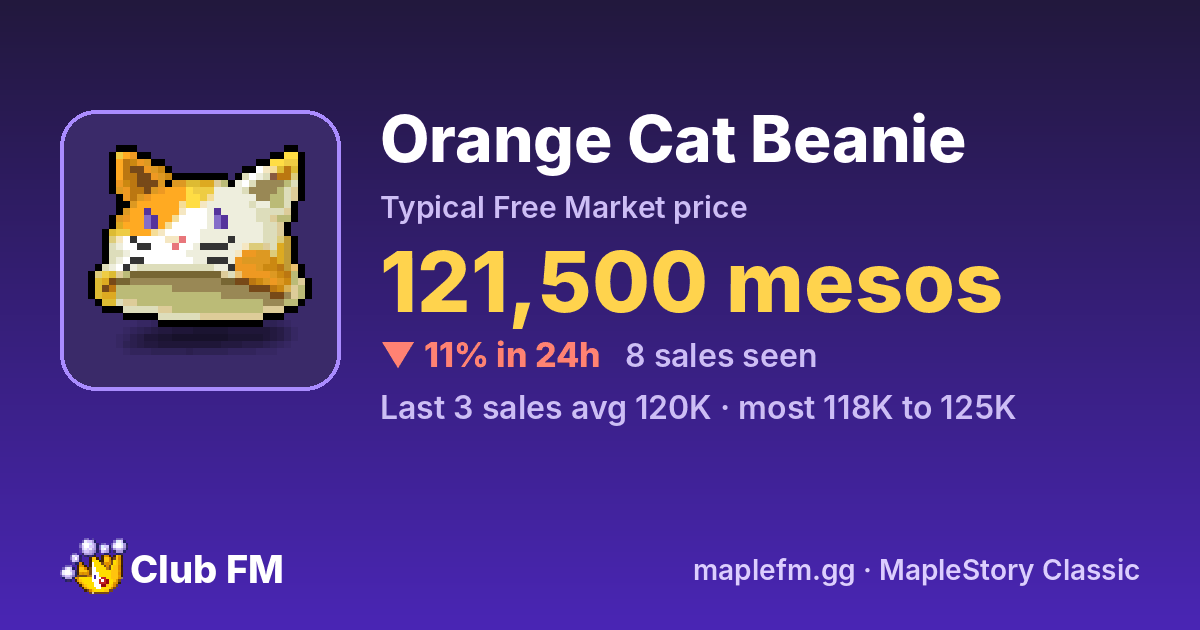 Orange Cat Beanie
Typical Free Market price
121,500 mesos
▼ 11% in 24h 8 sales seen
Last 3 sales avg 120K · most 118K to 125K
Club FM
maplefm.gg · MapleStory Classic